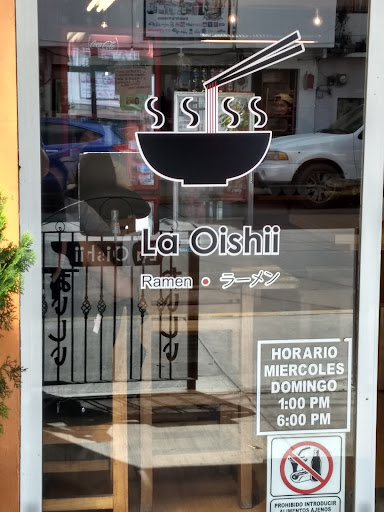 La Oishii
Ramen • ラーメン
HORARIO
MIERCOLES
DOMINGO
1:00 PM
6:00 PM
PROHIBIDO INTRODUCIR
ALIMENTOS AJENOS